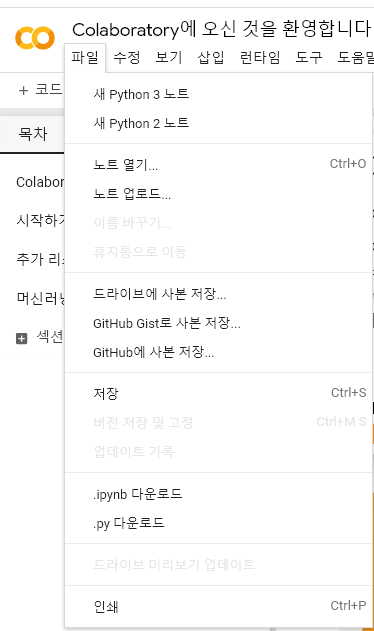 Colaboratory에 오신 것을 환영합니다
파일 수정 보기 삽입 런타임 도구 도움말
+ 코드
목차
새 Python 3 노트
새 Python 2 노트
노트 열기... Ctrl+O
노트 업로드...
이름 바꾸기...
휴지통으로 이동
드라이브에 사본 저장...
GitHub Gist로 사본 저장...
GitHub에 사본 저장...
저장 Ctrl+S
버전 저장 및 고정 Ctrl+M S
업데이트 기록
.ipynb 다운로드
.py 다운로드
드라이브 미리보기 업데이트
인쇄 Ctrl+P
Colabor
시작하기
추가 리
머신러닝
섹션